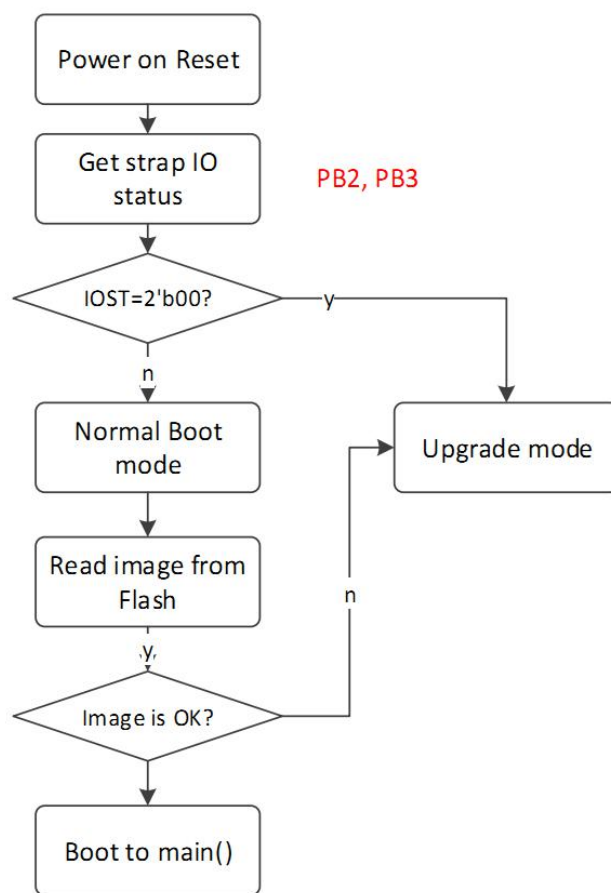 Power on Reset
Get strap IO
status
PB2, PB3
IOST=2'b00?
y
n
Normal Boot
mode
Upgrade mode
Read image from
Flash
n
y
Image is OK?
Boot to main()